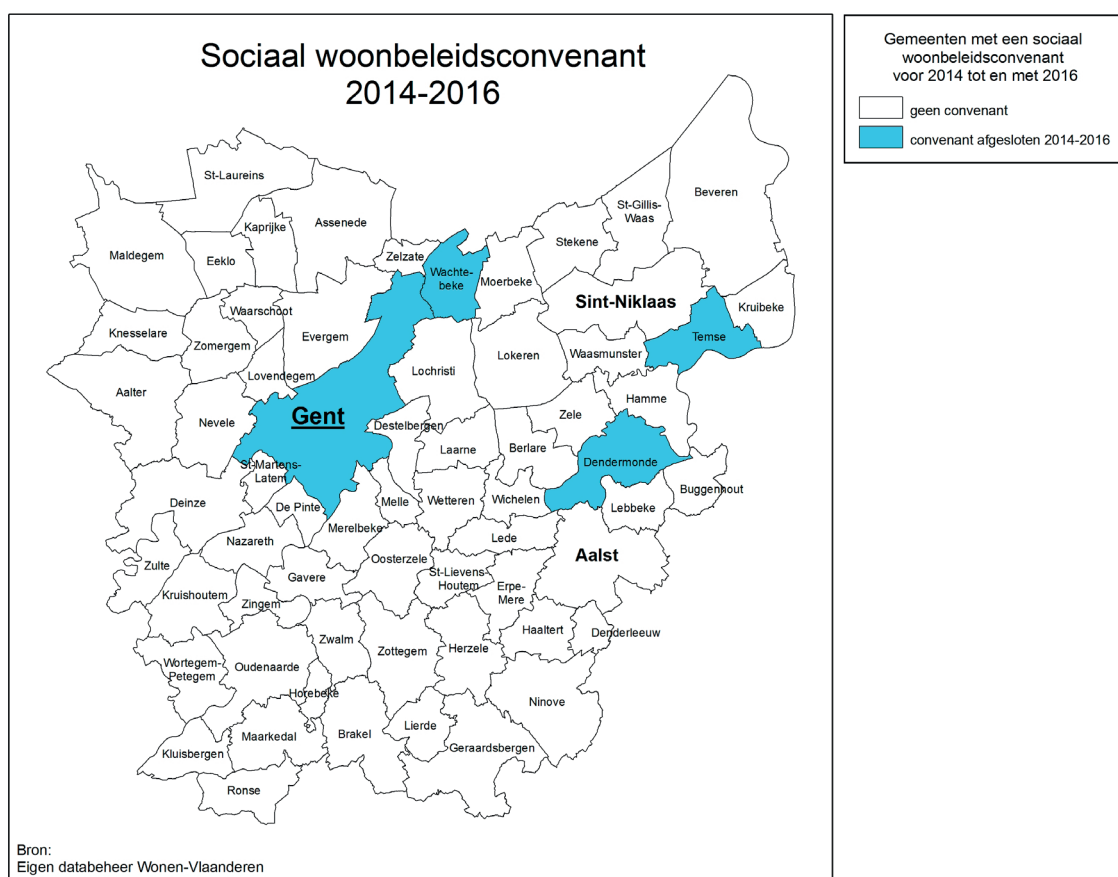 Sociaal woonbeleidsconvenant
2014-2016
Gemeenten met een sociaal
woonbeleidsconvenant
voor 2014 tot en met 2016
geen convenant
convenant afgesloten 2014-2016
St-Laureins
Beveren
St-Gillis-
Waas
Assenede
Kaprijke
Stekene
Maldegem
Eeklo
Zelzate
Wachte-
beke
Moerbeke
Sint-Niklaas
Kruibeke
Waarschoot
Knesselare
Evergem
Temse
Zomergem
Lokeren
Waasmunster
Lovendegem
Lochristi
Aalter
Hamme
Gent
Zele
Nevele
Destelbergen
Laarne
Berlare
Dendermonde
St-Martens-
Latem
Buggenhout
Deinze
De Pinte
Melle
Wetteren
Wichelen
Lebbeke
Merelbeke
Nazareth
Lede
Aalst
Zulte
Oosterzele
Gavere
St-Lievens-
Houtem
Erpe-
Mere
Kruishoutem
Zingem
Haaltert
Denderleeuw
Zwalm
Zottegem
Herzele
Wortegem-
Petegem
Oudenaarde
Horebeke
Ninove
Lierde
Maarkedal
Brakel
Geraardsbergen
Kluisbergen
Ronse
Bron:
Eigen databeheer Wonen-Vlaanderen